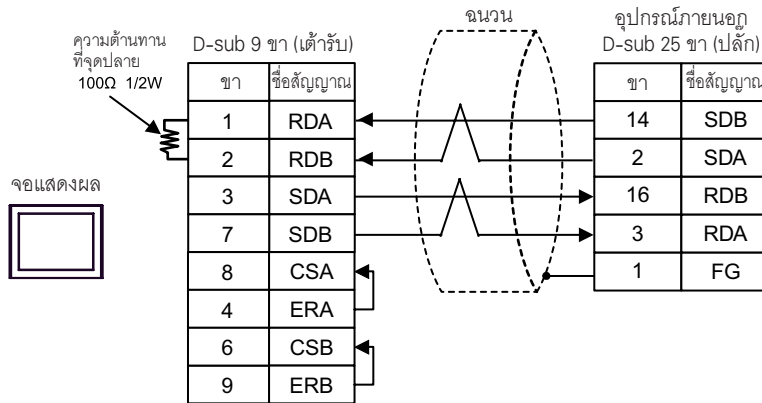 ความต้านทาน
ที่จุดปลาย
100Ω 1/2W
D-sub 9 ขา (เต้ารับ)
ขา ชื่อสัญญาณ
1 RDA
2 RDB
3 SDA
7 SDB
8 CSA
4 ERA
6 CSB
9 ERB
จอแสดงผล
ฉนวน
อุปกรณ์ภายนอก
D-sub 25 ขา (ปลั๊ก)
ขา ชื่อสัญญาณ
14 SDB
2 SDA
16 RDB
3 RDA
1 FG